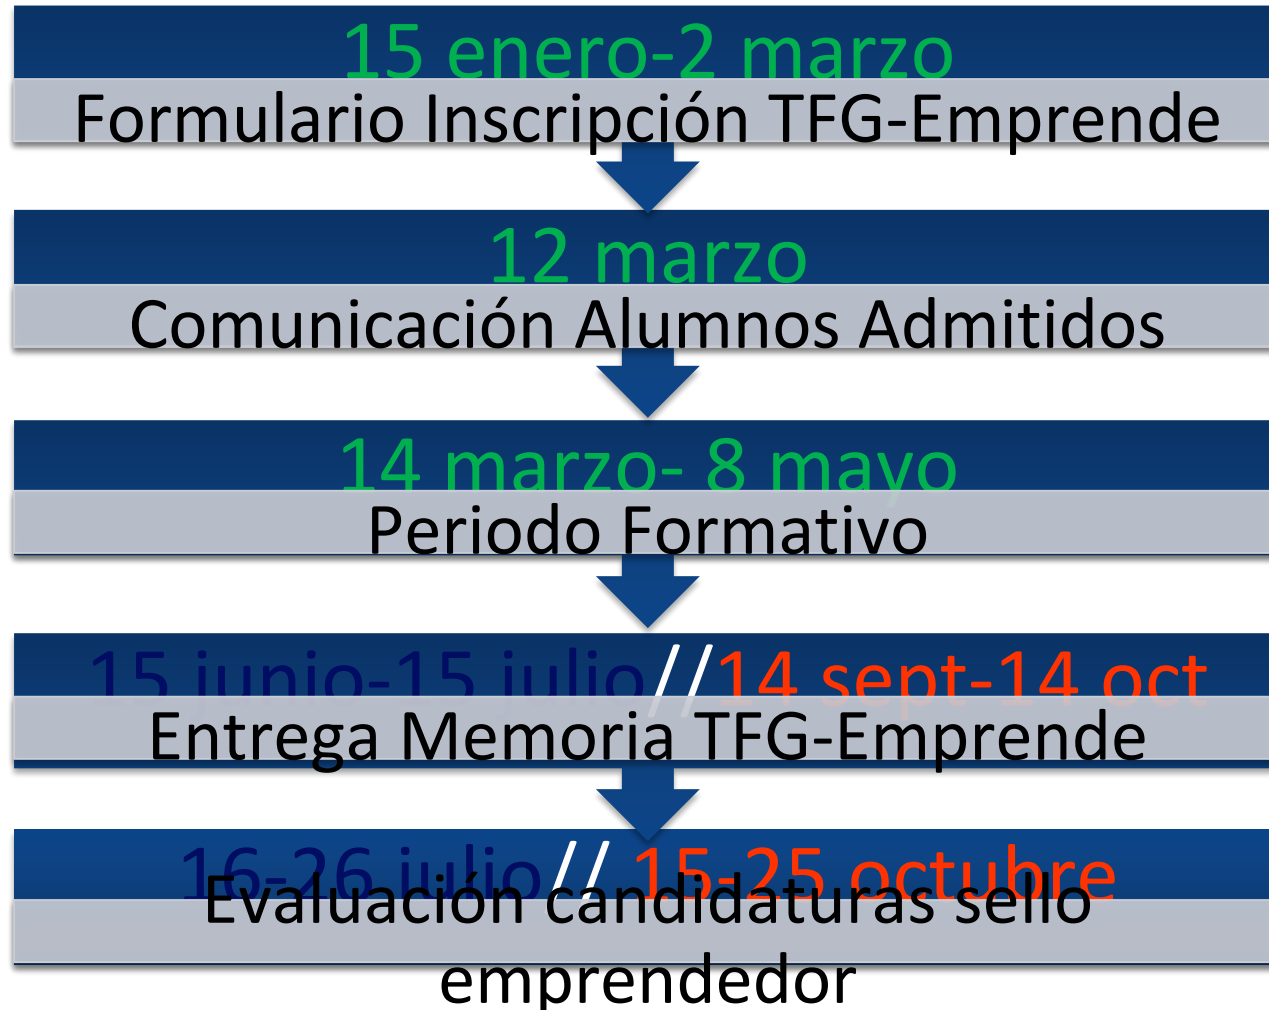 15 enero-2 marzo
Formulario Inscripción TFG-Emprende
12 marzo
Comunicación Alumnos Admitidos
14 marzo- 8 mayo
Periodo Formativo
15 junio-15 julio//14 sept-14 oct
Entrega Memoria TFG-Emprende
16-26 julio// 15-25 octubre
Evaluación candidaturas sello
emprendedor